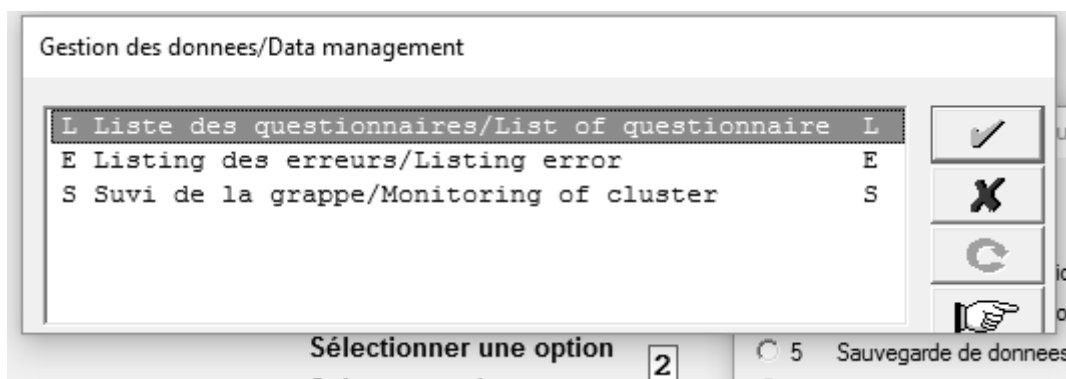 Gestion des donnees/Data management
L Liste des questionnaires/List of questionnaire L
E Listing des erreurs/Listing error E
S Suvi de la grappe/Monitoring of cluster S
Sélectionner une option 2
5 Sauvegarde de donnees